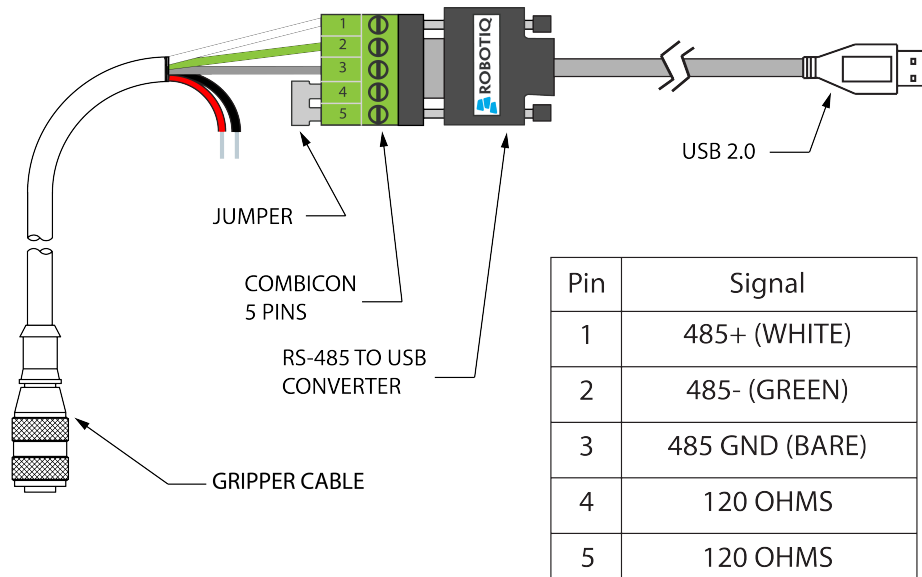 1
2
3
4
5
ROBOTIQ
USB 2.0
JUMPER
COMBICON
5 PINS
RS-485 TO USB
CONVERTER
GRIPPER CABLE
Pin Signal
1 485+ (WHITE)
2 485- (GREEN)
3 485 GND (BARE)
4 120 OHMS
5 120 OHMS